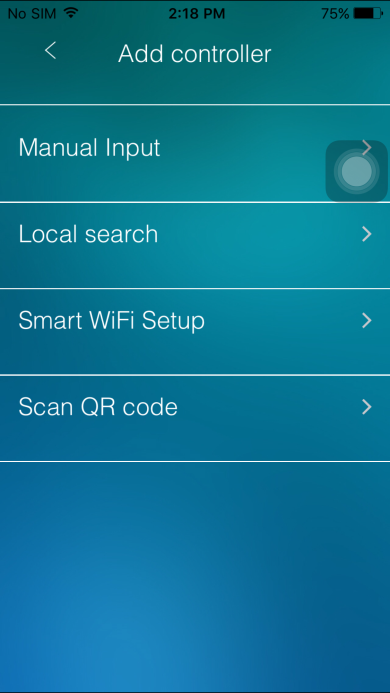 No SIM 2:18 PM 75%
Add controller
Manual Input
Local search
Smart WiFi Setup
Scan QR code